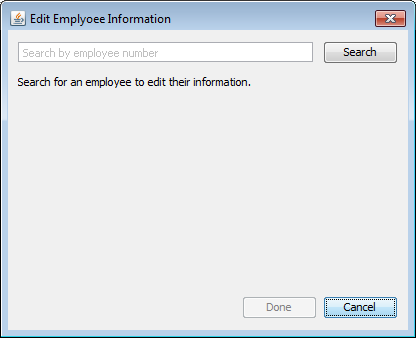 Edit Emplyoee Information
Search by employee number
Search
Search for an employee to edit their information.
Done
Cancel